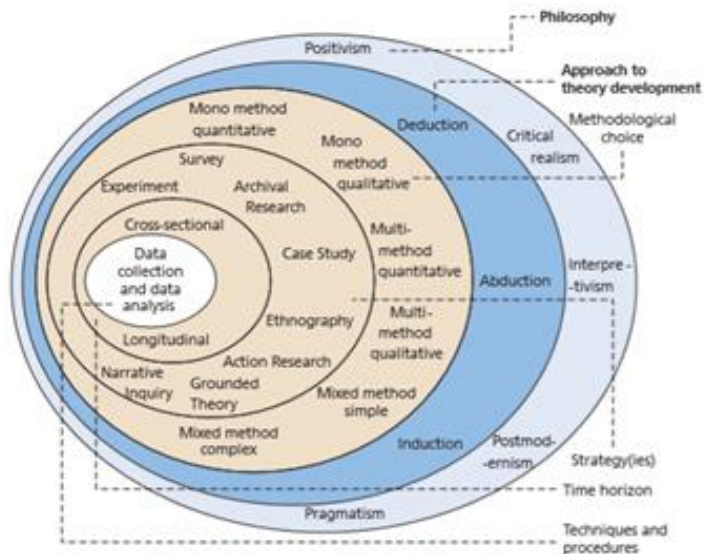 Philosophy
Positivism
Approach to
theory development
Mono method
quantitative
Deduction
Methodological
choice
Critical
realism
Mono
method
qualitative
Survey
Experiment
Archival
Research
Cross-sectional
Multi-
method
quantitative
Case Study
Data
collection
and data
analysis
Abduction
Interpre -
-tivism
Ethnography
Multi-
method
qualitative
Longitudinal
Action Research
Narrative
Inquiry
Grounded
Theory
Mixed method
simple
Mixed method
complex
Induction
Postmod-
-ernism
Strategy(ies)
Time horizon
Pragmatism
Techniques and
procedures